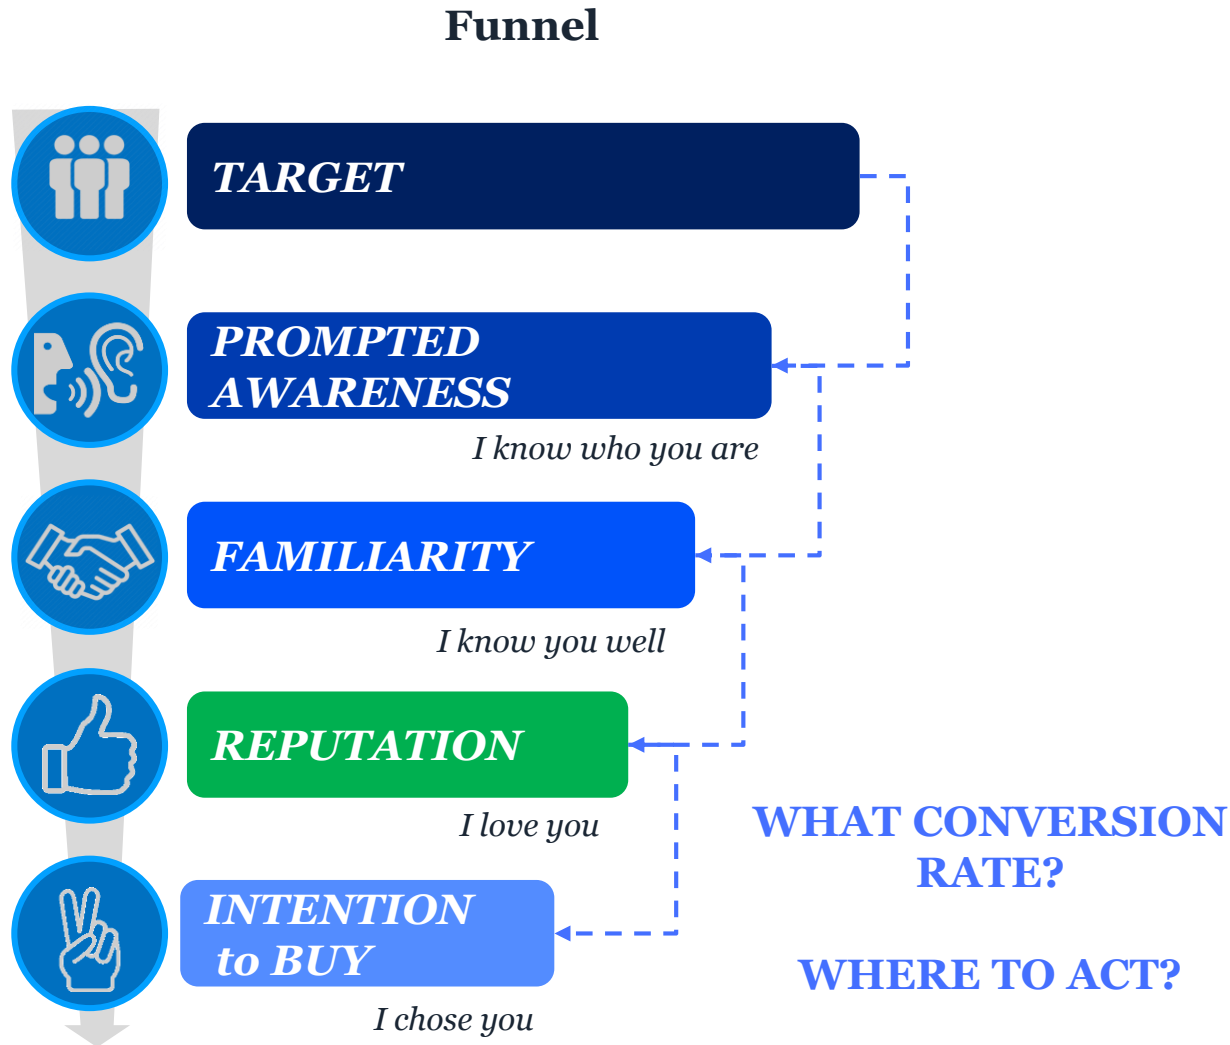 Funnel
TARGET
PROMPTED
AWARENESS
I know who you are
FAMILIARITY
I know you well
REPUTATION
I love you
WHAT CONVERSION
RATE?
INTENTION
to BUY
WHERE TO ACT?
I chose you